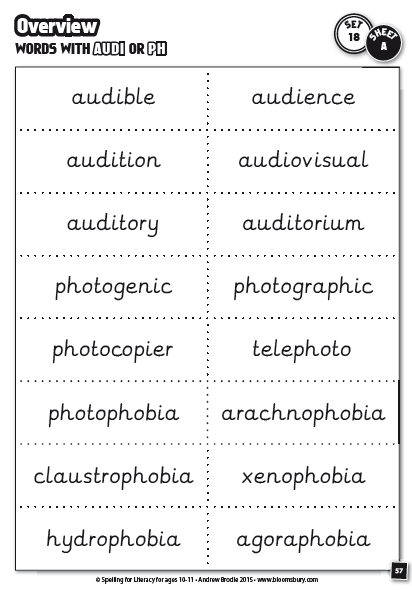 Overview
WORDS WITH AUDI OR PH
SET
18
SHEET
A
audible audience
audition audiovisual
auditory auditorium
photogenic photographic
photocopier telephoto
photophobia arachnophobia
claustrophobia xenophobia
hydrophobia agoraphobia
57
© Spelling for Literacy for ages 10-11 • Andrew Brodie 2015 • www.bloomsbury.com